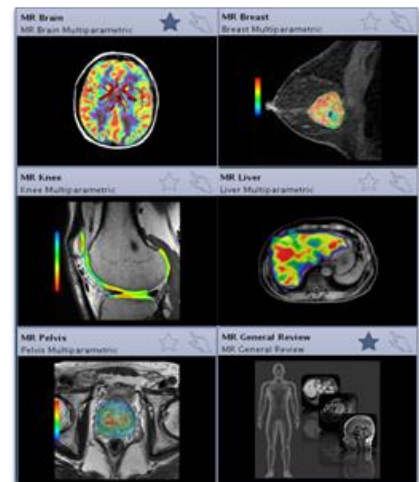 MR Brain
MR Brain Multiparametric
MR Breast
Breast Multiparametric
MR Knee
Knee Multiparametric
MR Liver
Liver Multiparametric
MR Pelvis
Pelvis Multiparametric
MR General Review
MR General Review